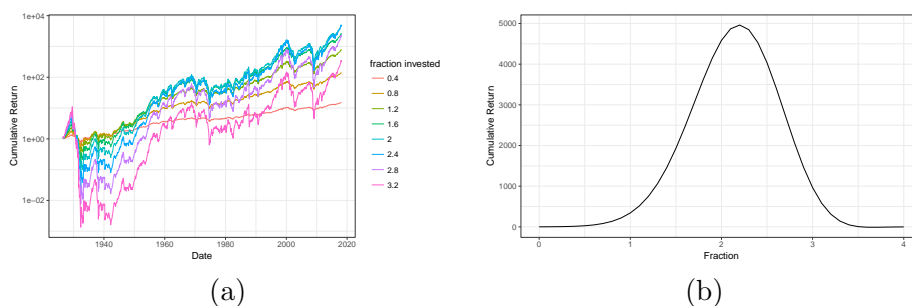 1e+04
1e+02
1e+00
1e−02
Cumulative Return
1940
1960
1980
2000
2020
Date
fraction invested
0.4
0.8
1.2
1.6
2
2.4
2.8
3.2
(a)
5000
4000
3000
2000
1000
0
Cumulative Return
0
1
2
3
4
Fraction
(b)